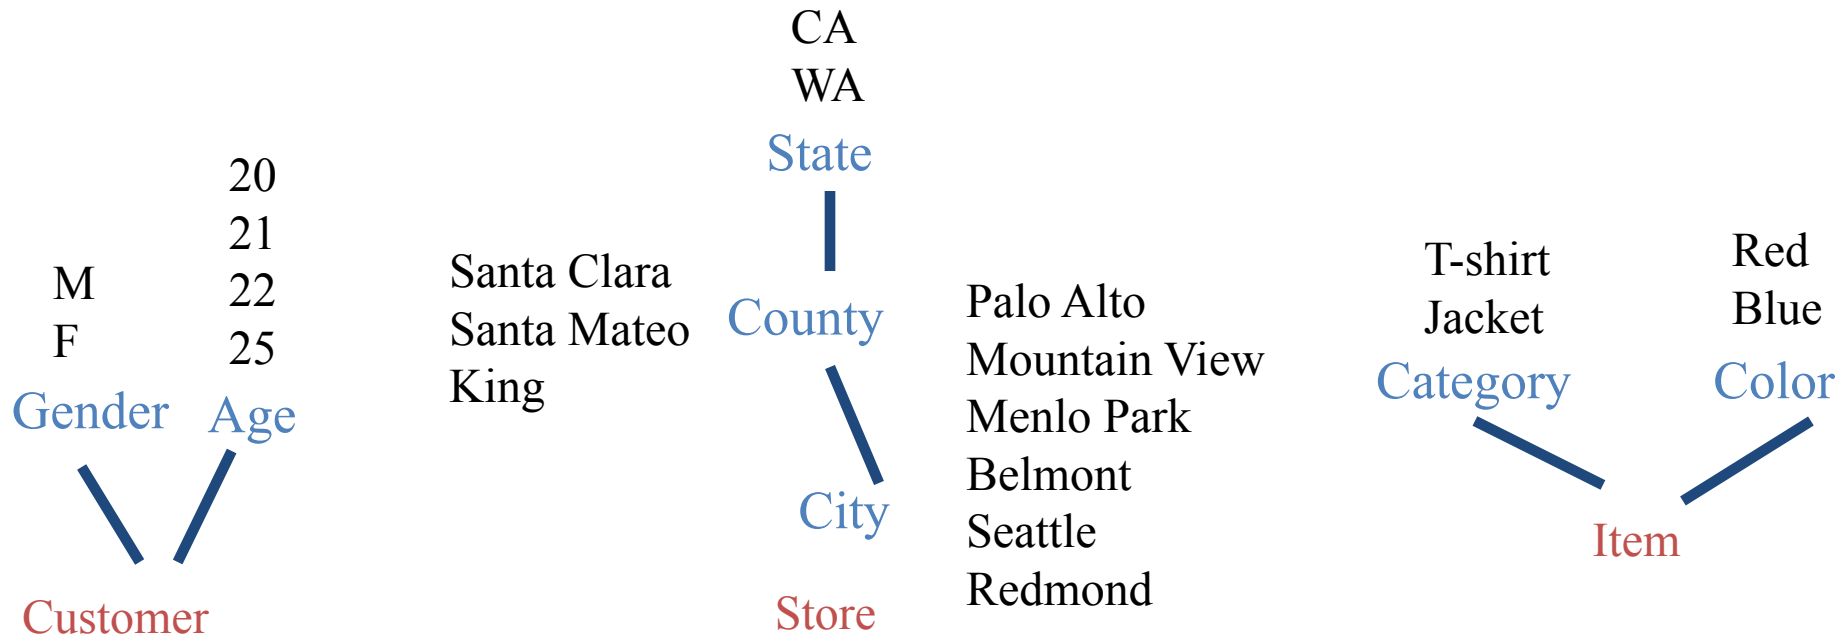 CA
WA
State
20
21
22
25
M
F
Gender
Age
Customer
Santa Clara
Santa Mateo
King
County
City
Store
Palo Alto
Mountain View
Menlo Park
Belmont
Seattle
Redmond
T-shirt
Jacket
Category
Red
Blue
Color
Item